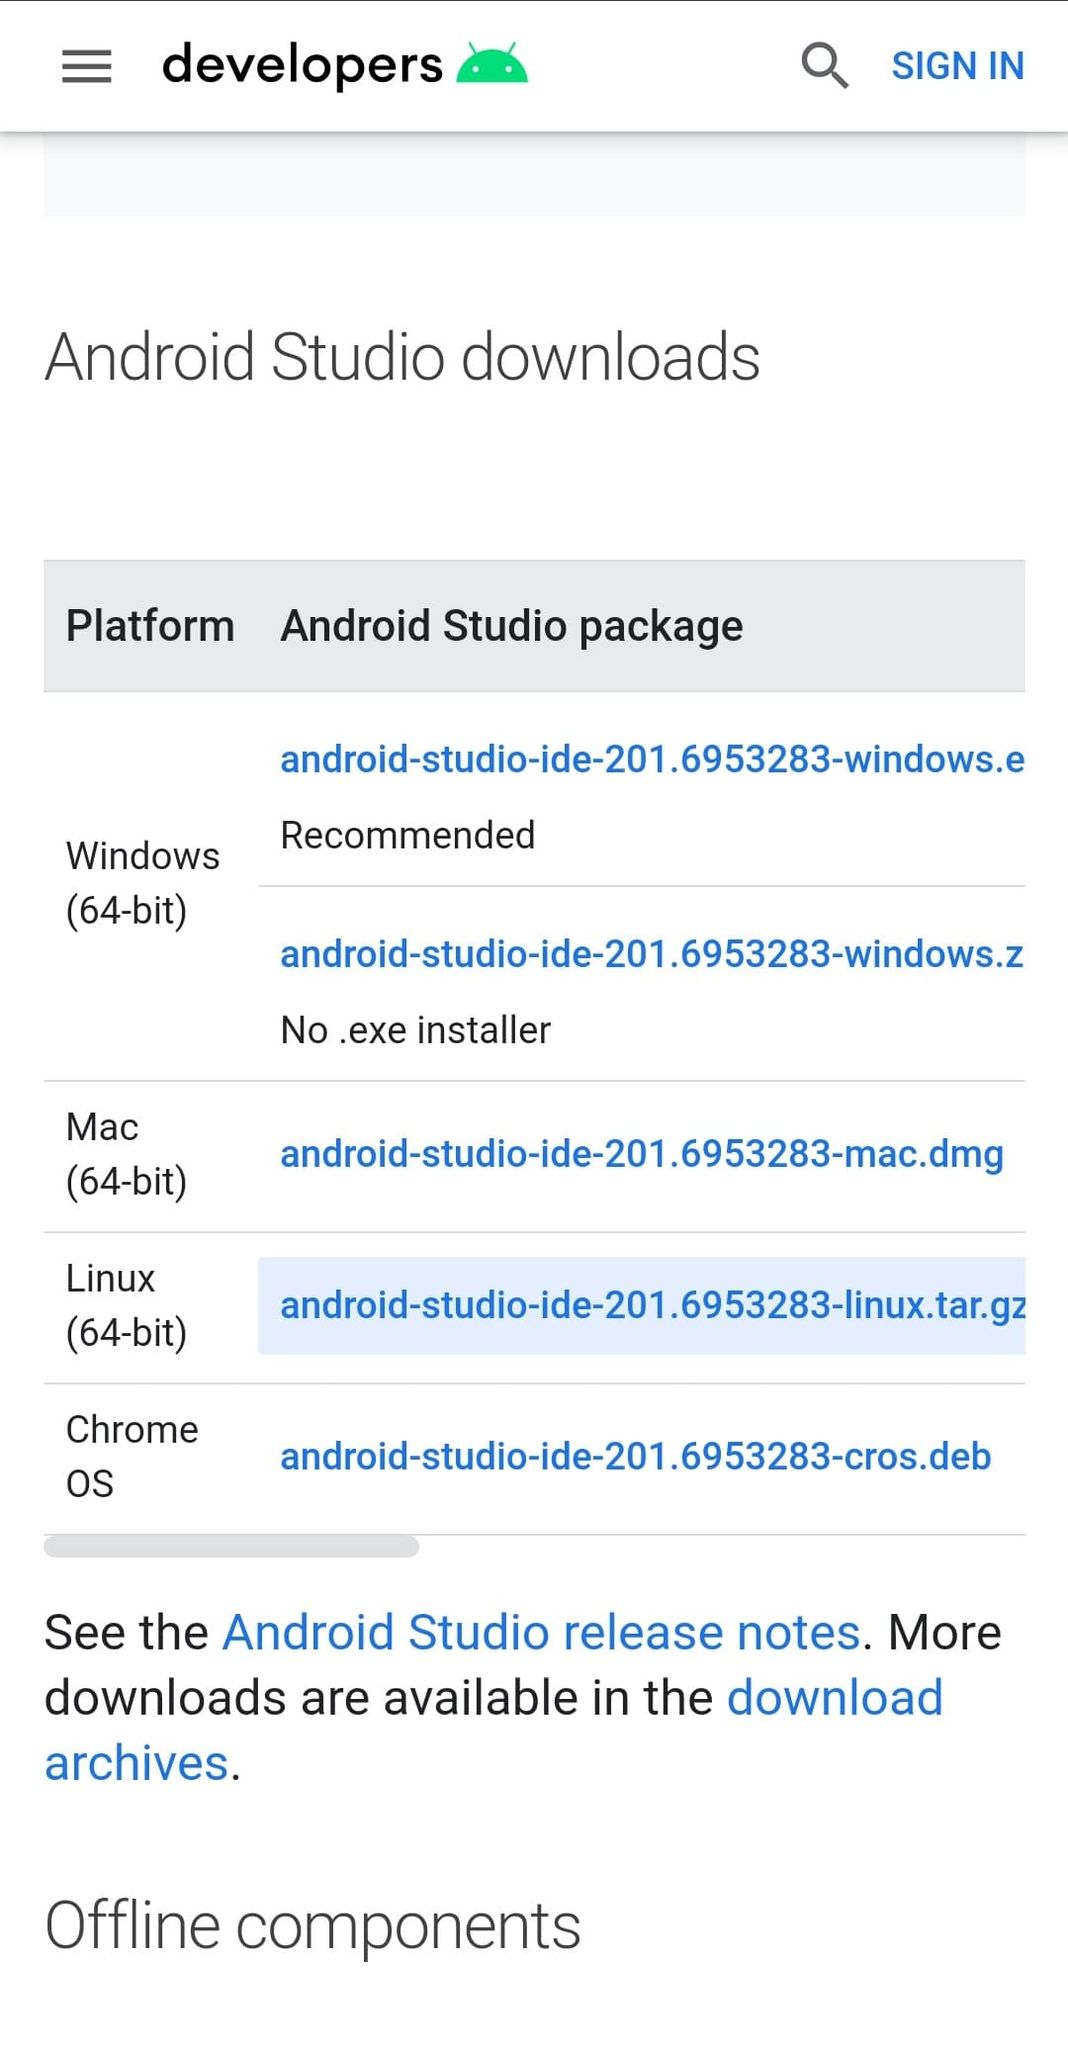 developers
SIGN IN
Android Studio downloads
Platform
Android Studio package
Windows
(64-bit)
android-studio-ide-201.6953283-windows.e
Recommended
android-studio-ide-201.6953283-windows.z
No .exe installer
Mac
(64-bit)
android-studio-ide-201.6953283-mac.dmg
Linux
(64-bit)
android-studio-ide-201.6953283-linux.tar.gz
Chrome
OS
android-studio-ide-201.6953283-cros.deb
See the Android Studio release notes. More
downloads are available in the download
archives.
Offline components